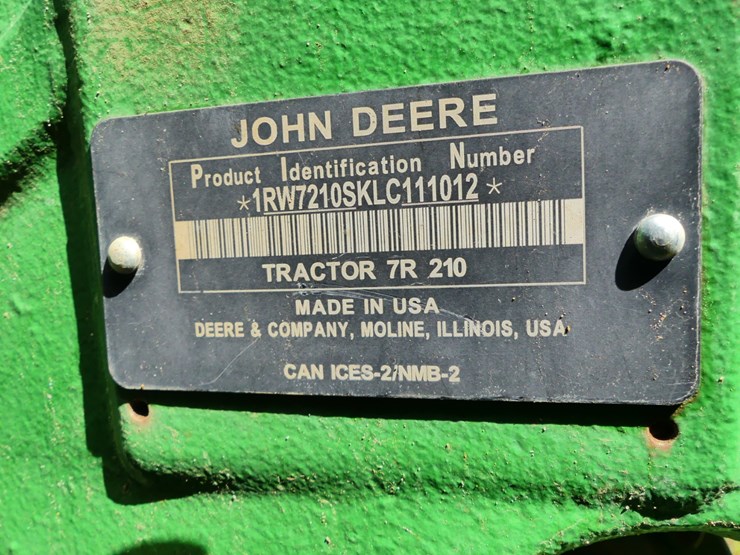 JOHN DEERE
Product Identification Number
*1RW7210SKLC111012*
TRACTOR 7R 210
MADE IN USA
DEERE & COMPANY, MOLINE, ILLINOIS, USA
CAN ICES-2/NMB-2